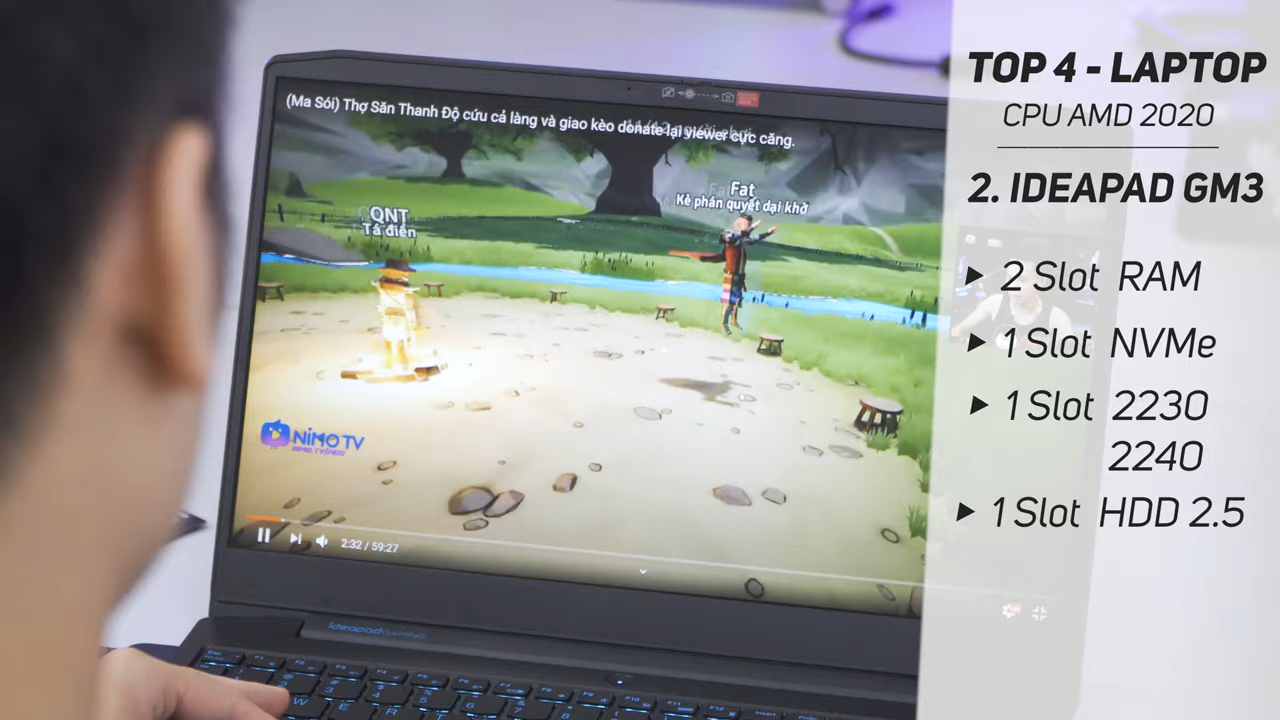 (Ma Sói) Thợ Săn Thanh Độ cứu cả làng và giao kèo donate lại viewer cực căng.
QNT
Tá điền
Fat
Kẻ phán quyết dại khờ
NIMO TV
2:32 / 59:27
ideapad GAMING
TOP 4 - LAPTOP
CPU AMD 2020
2. IDEAPAD GM3
2 Slot RAM
1 Slot NVMe
1 Slot 2230
2240
1 Slot HDD 2.5